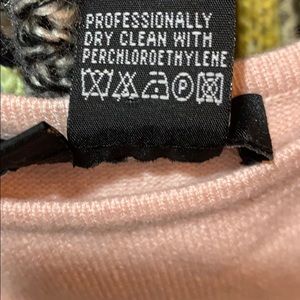 PROFESSIONALLY
DRY CLEAN WITH
PERCHLOROETHYLENE
P